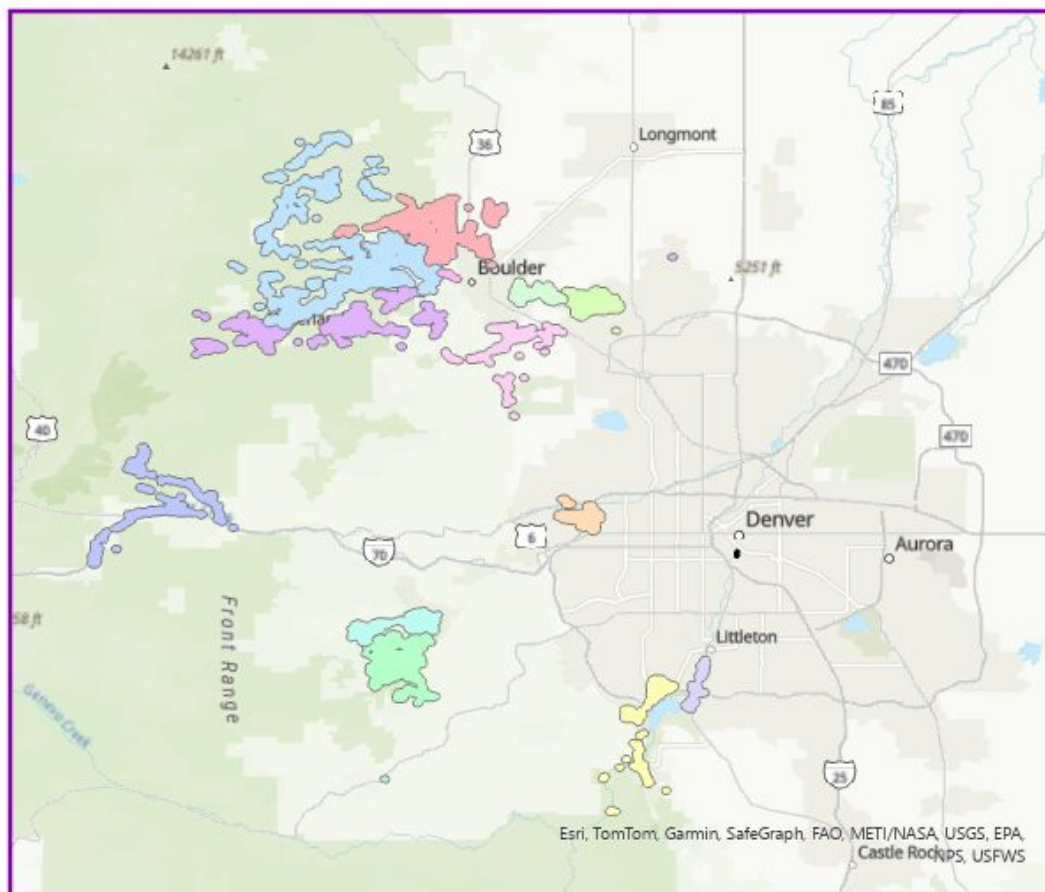 14261 ft
85
Longmont
36
5251 ft
Boulder
470
40
470
Denver
6
Aurora
70
58 ft
Front Range
Littleton
Geneva Creek
25
Esri, TomTom, Garmin, SafeGraph, FAO, METI/NASA, USGS, EPA,
NPS, USFWS
Castle Rock